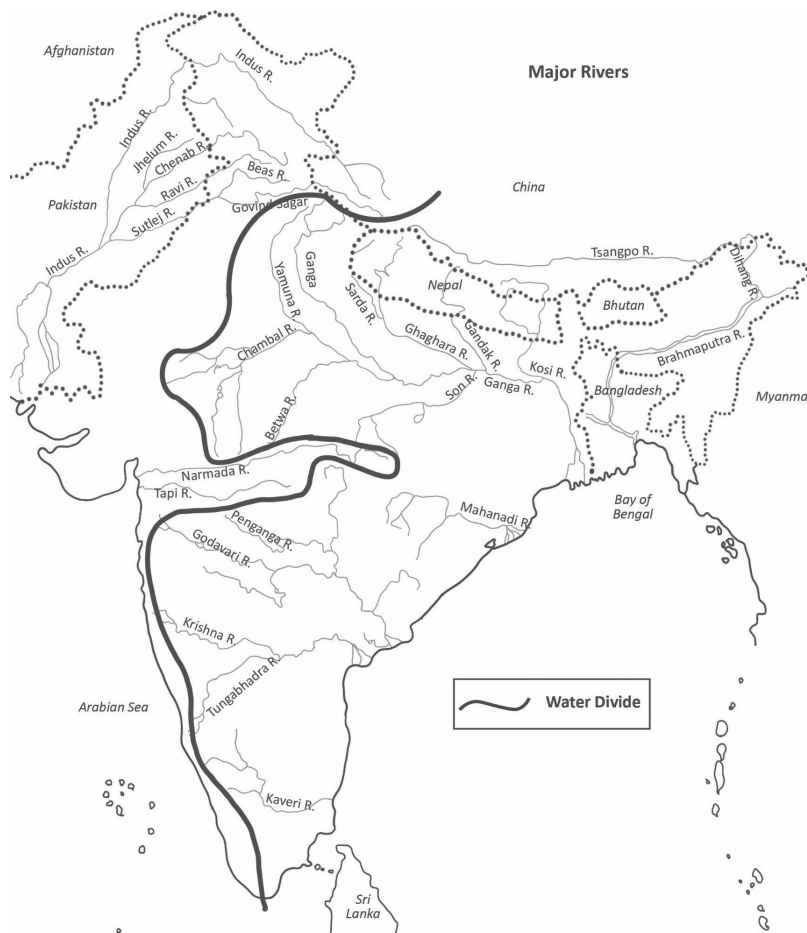 Afghanistan
Indus R.
Major Rivers
Indus R.
Jhelum R.
Chenab R.
Beas R.
Ravi R.
China
Pakistan
Govind Sagar
Sutlej R.
Indus R.
Tsangpo R.
Dihang R.
Ganga
Yamuna R.
Nepal
Sarda R.
Bhutan
Chambal R.
Ghaghara R.
Gandak R.
Brahmaputra R.
Kosi R.
Son R.
Ganga R.
Bangladesh
Myanma
Betwa R.
Narmada R.
Tapi R.
Bay of
Bengal
Mahanadi R.
Penganga R.
Godavari R.
Krishna R.
Tungabhadra R.
Arabian Sea
Water Divide
Kaveri R.
Sri
Lanka